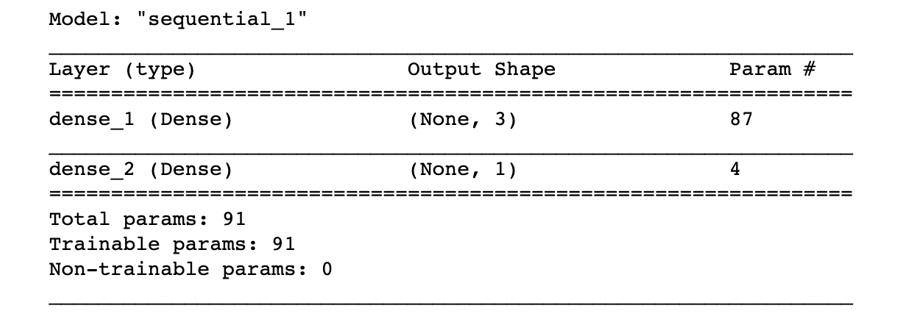 Model: "sequential_1"
Layer (type) Output Shape Param #
=================================================================
dense_1 (Dense) (None, 3) 87
dense_2 (Dense) (None, 1) 4
=================================================================
Total params: 91
Trainable params: 91
Non-trainable params: 0